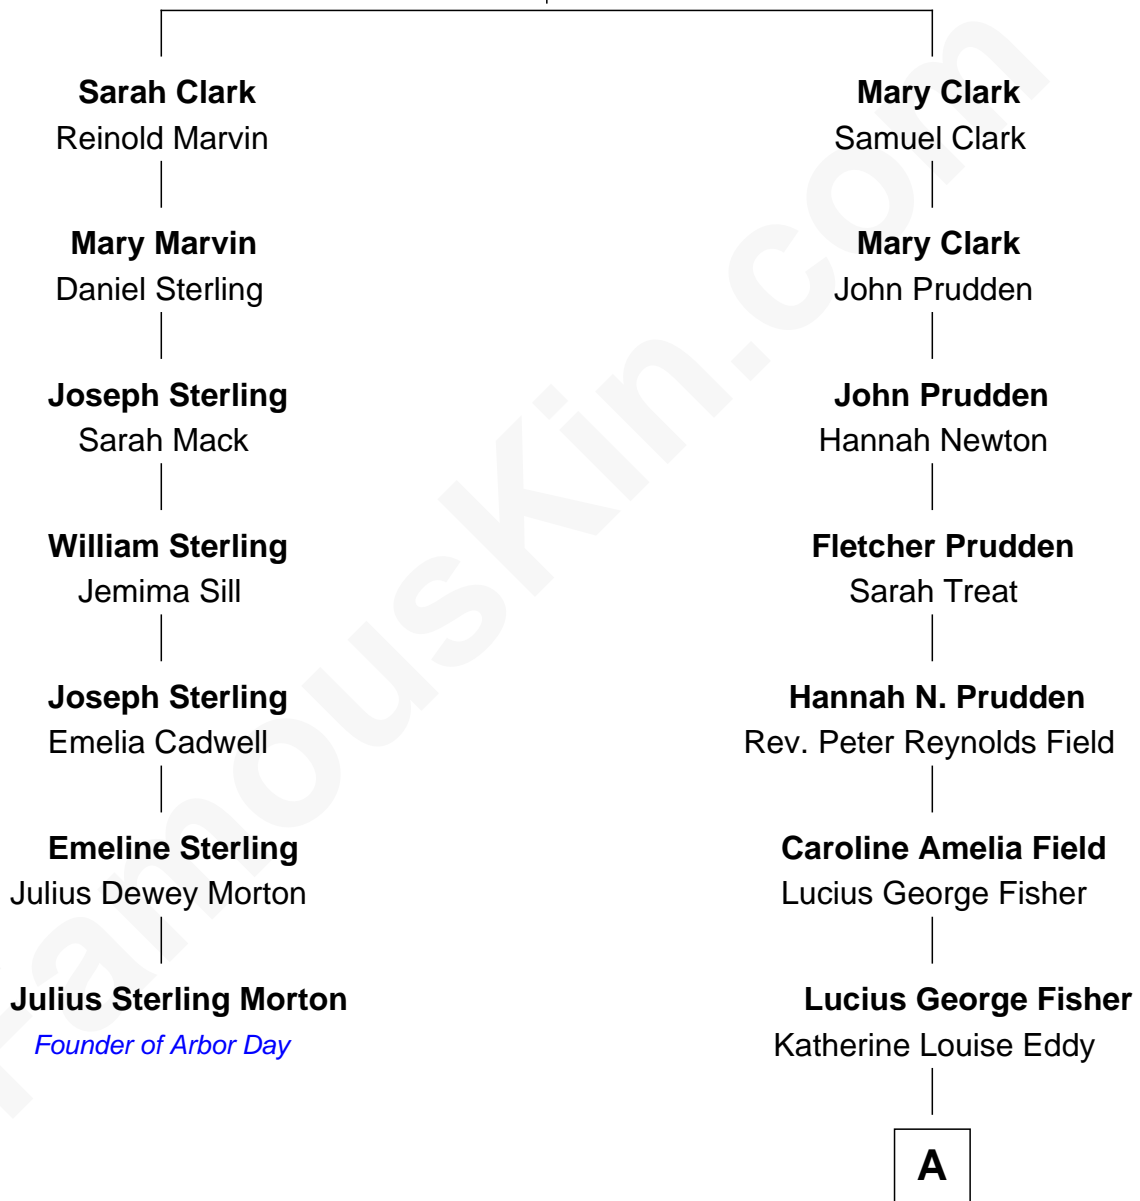 Sarah Clark
Reinold Marvin
Mary Marvin
Daniel Sterling
Joseph Sterling
Sarah Mack
William Sterling
Jemima Sill
Joseph Sterling
Emelia Cadwell
Emeline Sterling
Julius Dewey Morton
Julius Sterling Morton
Founder of Arbor Day
Mary Clark
Samuel Clark
Mary Clark
John Prudden
John Prudden
Hannah Newton
Fletcher Prudden
Sarah Treat
Hannah N. Prudden
Rev. Peter Reynolds Field
Caroline Amelia Field
Lucius George Fisher
Lucius George Fisher
Katherine Louise Eddy
A
FamousKin.com